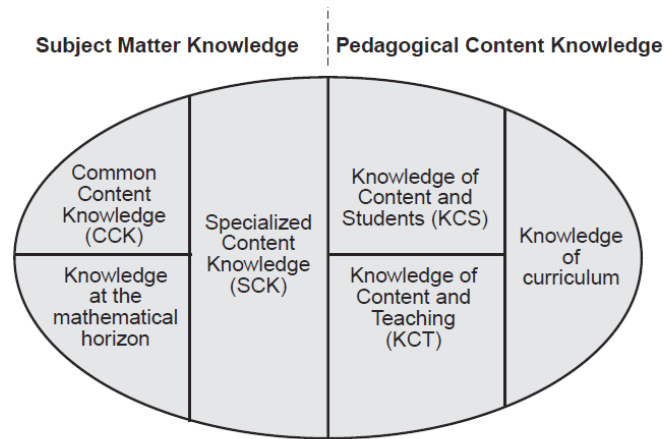 Subject Matter Knowledge
Pedagogical Content Knowledge
Common
Content
Knowledge
(CCK)
Knowledge
at the
mathematical
horizon
Specialized
Content
Knowledge
(SCK)
Knowledge of
Content and
Students (KCS)
Knowledge of
Content and
Teaching
(KCT)
Knowledge
of
curriculum